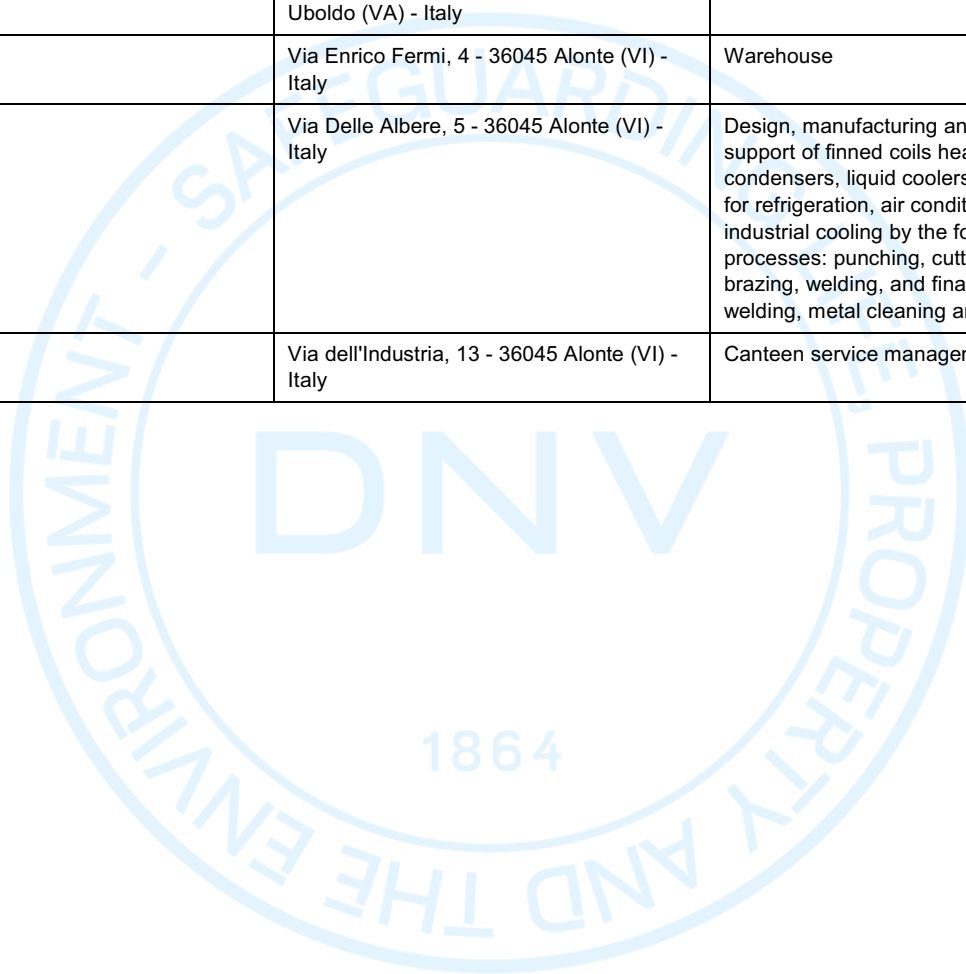 Uboldo (VA) - Italy
Via Enrico Fermi, 4 - 36045 Alonte (VI) -
Italy
Warehouse
Via Delle Albere, 5 - 36045 Alonte (VI) -
Italy
Design, manufacturing an
support of finned coils hea
condensers, liquid coolers
for refrigeration, air condit
industrial cooling by the fo
processes: punching, cutt
brazing, welding, and fina
welding, metal cleaning a
Via dell'Industria, 13 - 36045 Alonte (VI) -
Italy
Canteen service manager
SAFEGUARDING LIFE, PROPERTY AND THE ENVIRONMENT -
DNV
1864